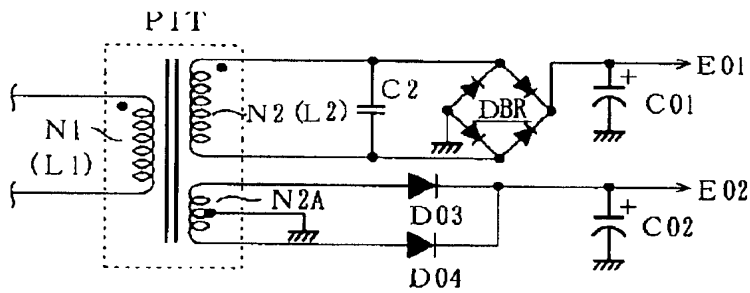 PIT
E01
C2
C01
DBR
N1
(L1)
N2(L2)
N2A
D03
D04
E02
C02
+
+